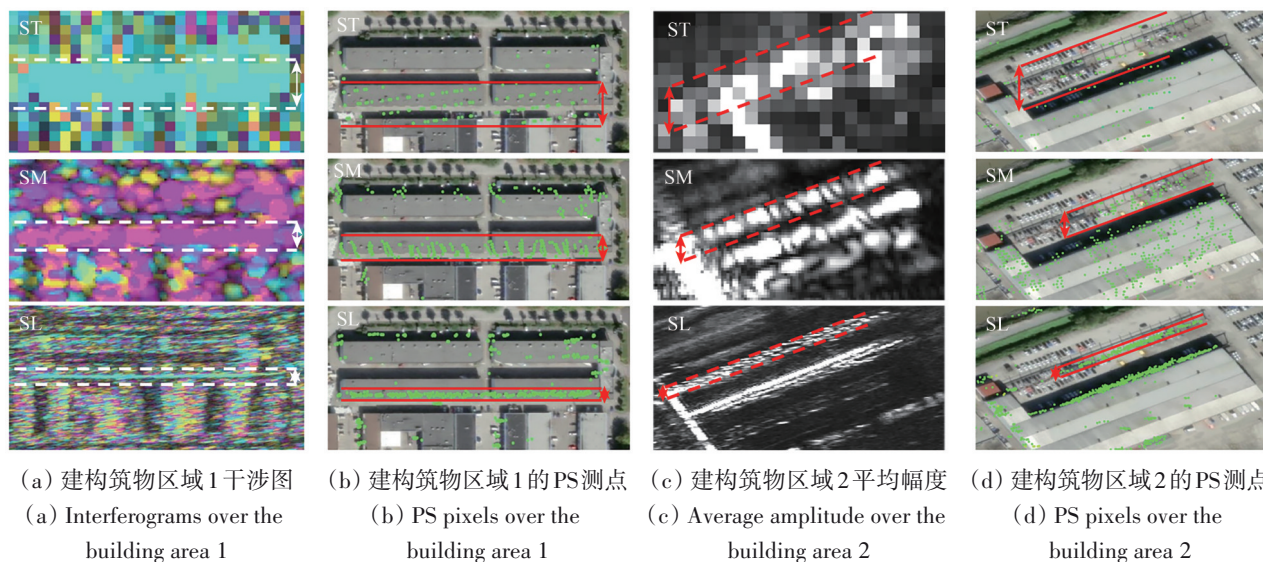 ST ST ST ST
SM SM SM SM
SL SL SL SL
(a) 建构筑物区域1干涉图 (b) 建构筑物区域1的PS测点 (c) 建构筑物区域2平均幅度 (d) 建构筑物区域2的PS测点
(a) Interferograms over the (b) PS pixels over the (c) Average amplitude over the (d) PS pixels over the
building area 1 building area 1 building area 2 building area 2